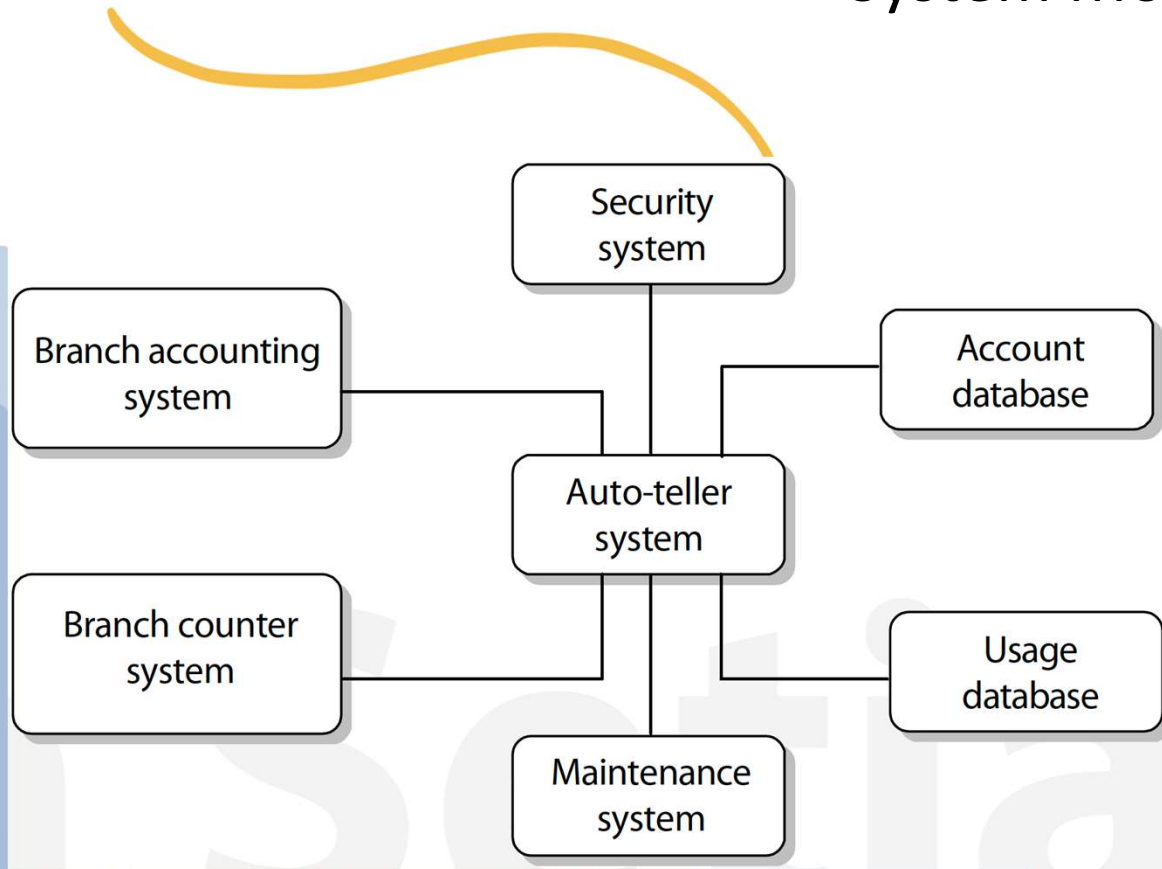 Security
system
Branch accounting
system
Account
database
Auto-teller
system
Branch counter
system
Usage
database
Maintenance
system